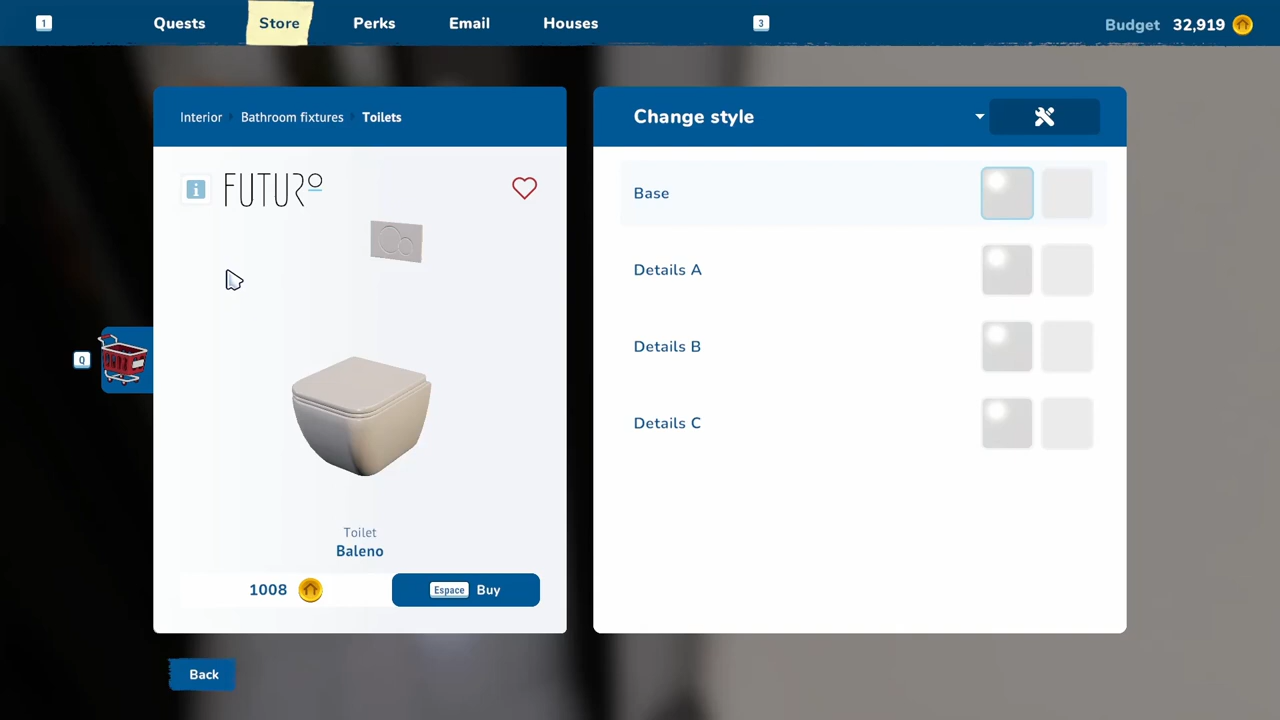 1 Quests Store Perks Email Houses 3 Budget 32,919
Interior Bathroom fixtures Toilets
i FUTURO
Q
Toilet
Baleno
1008 Espace Buy
Change style
Base
Details A
Details B
Details C
Back